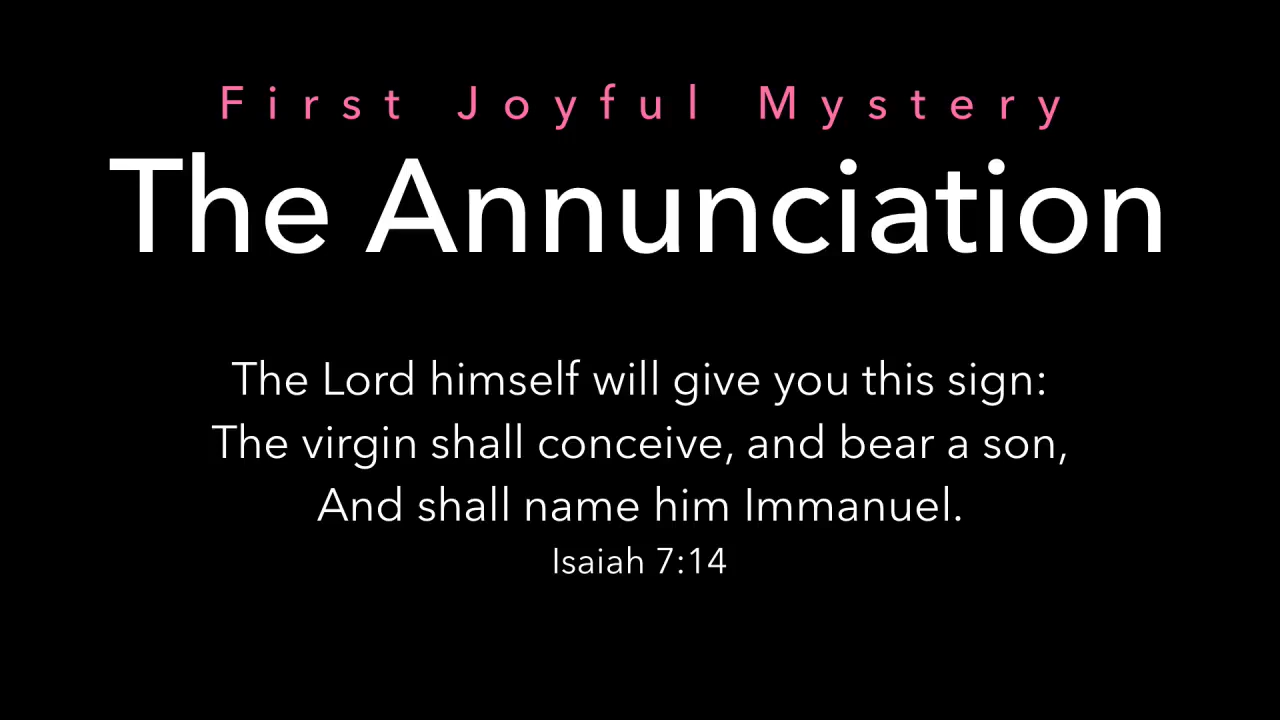 First Joyful Mystery
The Annunciation
The Lord himself will give you this sign:
The virgin shall conceive, and bear a son,
And shall name him Immanuel.
Isaiah 7:14